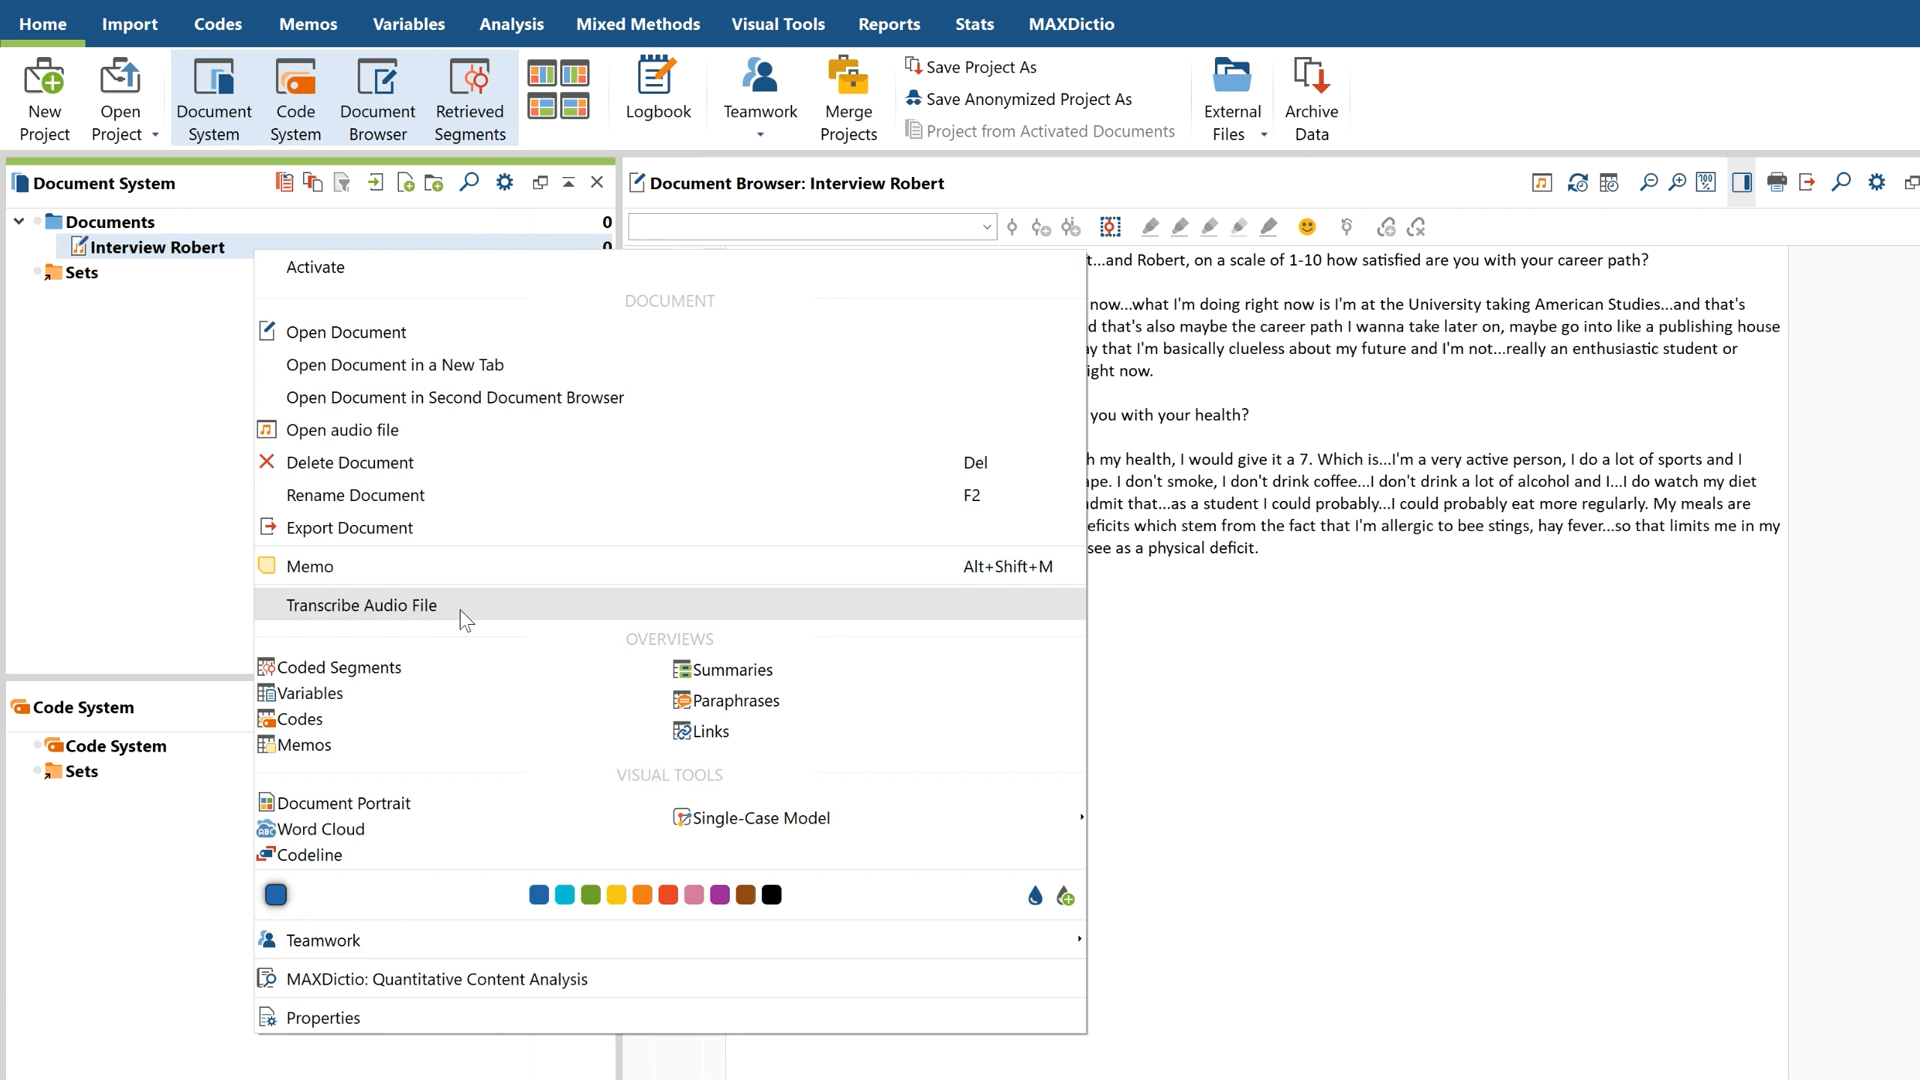 Home Import Codes Memos Variables Analysis Mixed Methods Visual Tools Reports Stats MAXDictio
New Project
Open Project
Document System
Code System
Document Browser
Retrieved Segments
Logbook
Teamwork
Merge Projects
Save Project As
Save Anonymized Project As
Project from Activated Documents
External Files
Archive Data
Document System
Documents 0
Interview Robert 0
Sets
Code System
Code System
Sets
Document Browser: Interview Robert
t...and Robert, on a scale of 1-10 how satisfied are you with your career path?
now...what I'm doing right now is I'm at the University taking American Studies...and that's
d that's also maybe the career path I wanna take later on, maybe go into like a publishing house
y that I'm basically clueless about my future and I'm not...really an enthusiastic student or
ight now.
you with your health?
h my health, I would give it a 7. Which is...I'm a very active person, I do a lot of sports and I
ape. I don't smoke, I don't drink coffee...I don't drink a lot of alcohol and I...I do watch my diet
admit that...as a student I could probably...I could probably eat more regularly. My meals are
eficits which stem from the fact that I'm allergic to bee stings, hay fever...so that limits me in my
see as a physical deficit.
Activate
DOCUMENT
Open Document
Open Document in a New Tab
Open Document in Second Document Browser
Open audio file
Delete Document Del
Rename Document F2
Export Document
Memo Alt+Shift+M
Transcribe Audio File
OVERVIEWS
Coded Segments
Variables
Codes
Memos
Summaries
Paraphrases
Links
VISUAL TOOLS
Document Portrait
Word Cloud
Codeline
Single-Case Model
Teamwork
MAXDictio: Quantitative Content Analysis
Properties